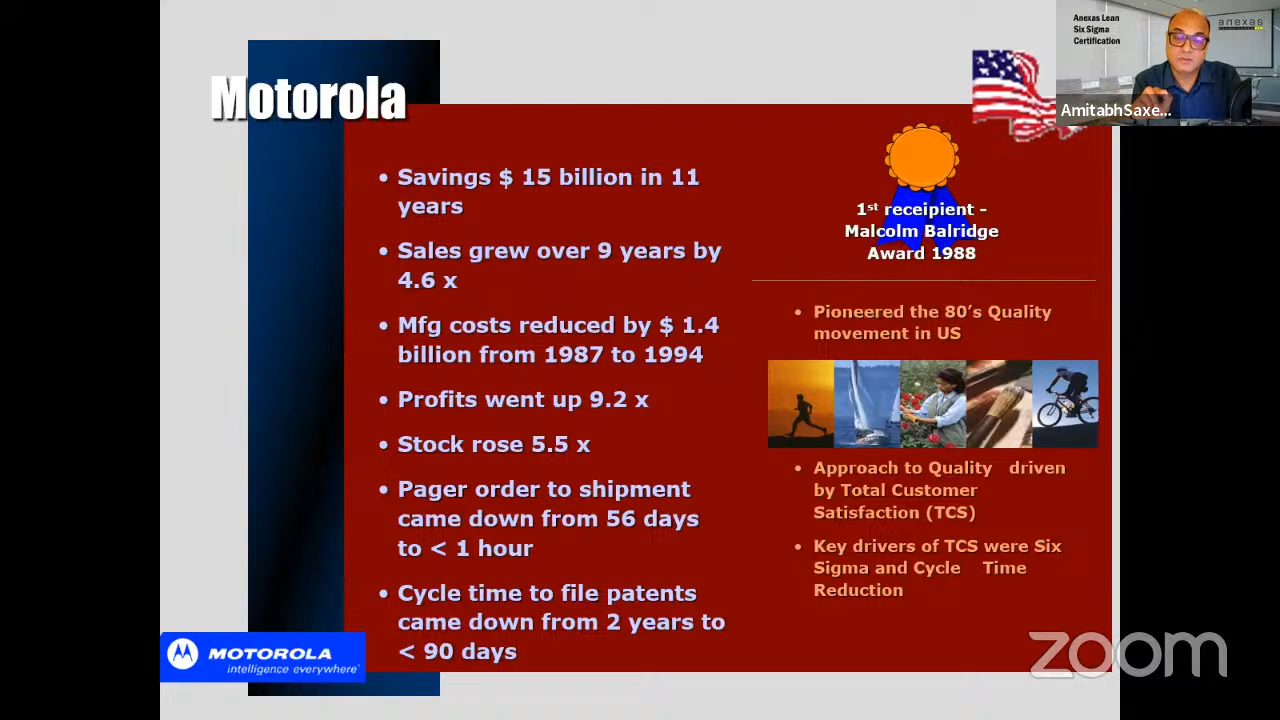 Motorola
• Savings $ 15 billion in 11
years
• Sales grew over 9 years by
4.6 x
• Mfg costs reduced by $ 1.4
billion from 1987 to 1994
• Profits went up 9.2 x
• Stock rose 5.5 x
• Pager order to shipment
came down from 56 days
to < 1 hour
• Cycle time to file patents
came down from 2 years to
< 90 days
1st receipient -
Malcolm Balridge
Award 1988
• Pioneered the 80's Quality
movement in US
• Approach to Quality driven
by Total Customer
Satisfaction (TCS)
• Key drivers of TCS were Six
Sigma and Cycle Time
Reduction
MOTOROLA
intelligence everywhere
Anexas Lean
Six Sigma
Certification
anexas
AmitabhSaxe...
zoom